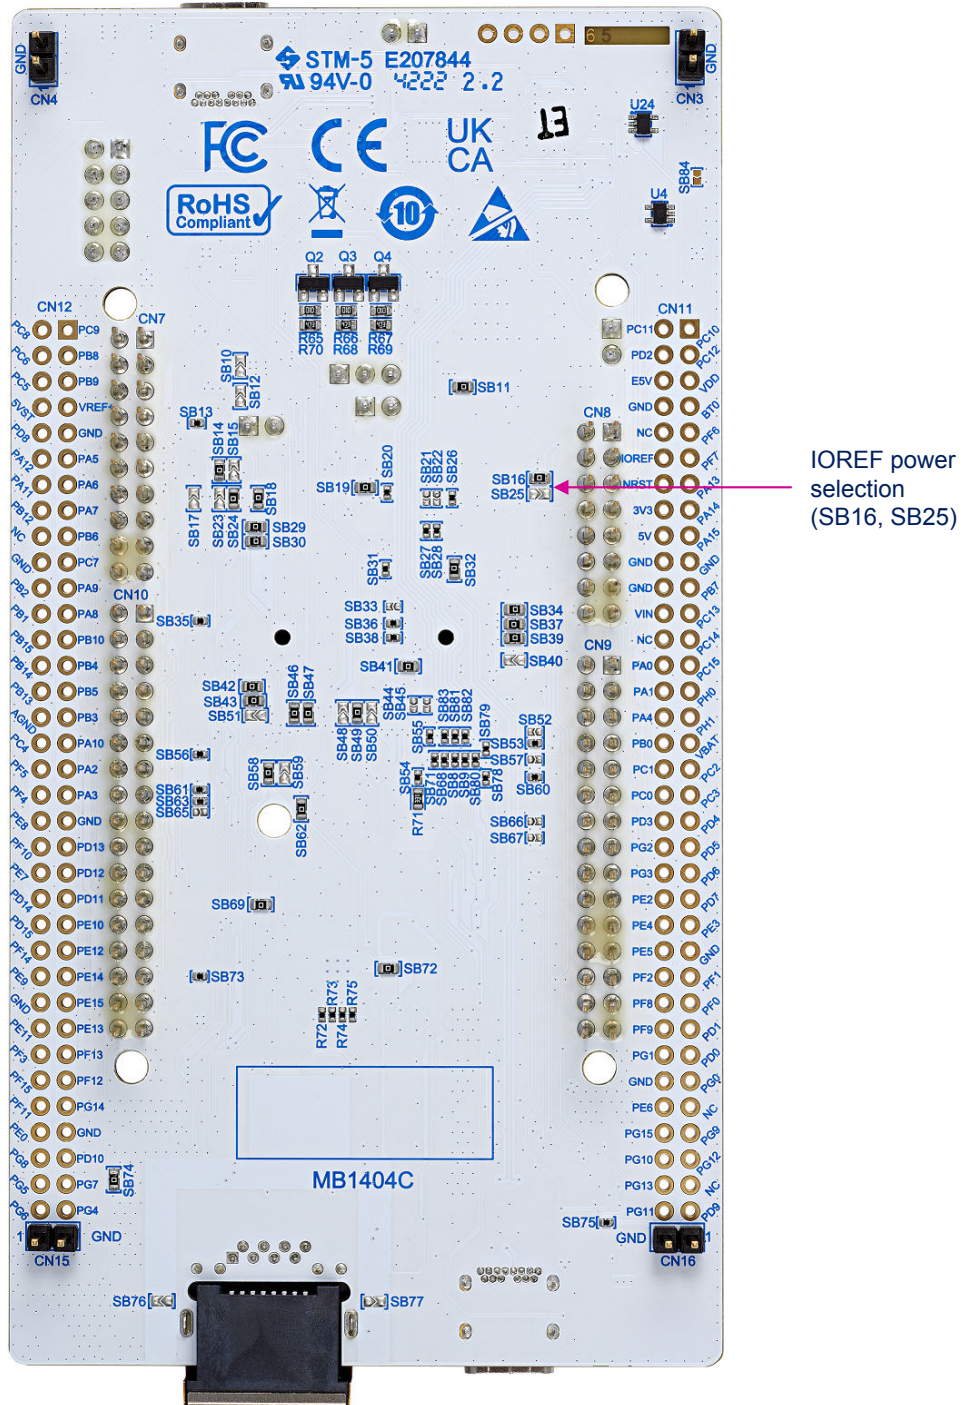 GND
1
CN4
STM-5 E207844
94V-0 4222 2.2
6 5
GND
1
CN3
FC CE UK
CA
13
U24
SB84
U4
RoHS
Compliant
10
Q2 Q3 Q4
R65 R66 R67
R70 R68 R69
CN12
CN7
CN11
PC8 PC9
PC6 PB8
PC5 PB9
5VST VREF+
PD8 GND
PA12 PA5
PA11 PA6
PB12 PA7
NC PB6
GND PC7
PB2 PA9
PB1 PA8
PB15 PB10
PB14 PB4
PB13 PB5
AGND PB3
PC4 PA10
PF5 PA2
PF4 PA3
PE8 GND
PF10 PD13
PE7 PD12
PD14 PD11
PD15 PE10
PF14 PE12
PE9 PE14
GND PE15
PE11 PE13
PF3 PF13
PF15 PF12
PF11 PG14
PE0 GND
PG8 PD10
PG5 PG7
PG6 PG4
1 GND
CN15
CN10
SB10
SB12
SB11
SB13
SB14
SB15
SB17
SB23
SB24
SB18
SB19
SB20
SB21
SB22
SB26
SB16
SB25
SB29
SB30
SB27
SB28
SB31
SB32
SB33
SB36
SB38
SB34
SB37
SB39
SB35
SB40
SB41
SB42
SB43
SB51
SB46
SB47
SB44
SB45
SB48
SB49
SB50
SB55
SB83
SB81
SB82
SB79
SB52
SB53
SB57
SB60
SB56
SB58
SB59
SB54
SB71
SB68
SB8
SB9
SB80
SB78
R71
SB61
SB63
SB65
SB62
SB66
SB67
SB69
SB72
SB73
R72
R73
R74
R75
MB1404C
SB74
SB75
SB76
SB77
CN8
CN9
PC11 PC10
PD2 PC12
E5V VDD
GND BT0
NC PF6
IOREF PF7
NRST PA13
3V3 PA14
5V PA15
GND GND
GND PB7
VIN PC13
NC PC14
PA0 PC15
PA1 PH0
PA4 PH1
PB0 VBAT
PC1 PC2
PC0 PC3
PD3 PD4
PG2 PD5
PG3 PD6
PE2 PD7
PE4 PE3
PE5 GND
PF2 PF1
PF8 PF0
PF9 PD1
PG1 PD0
GND PG0
PE6 NC
PG15 PG9
PG10 PG12
PG13 NC
PG11 PD9
GND 1
CN16
IOREF power
selection
(SB16, SB25)